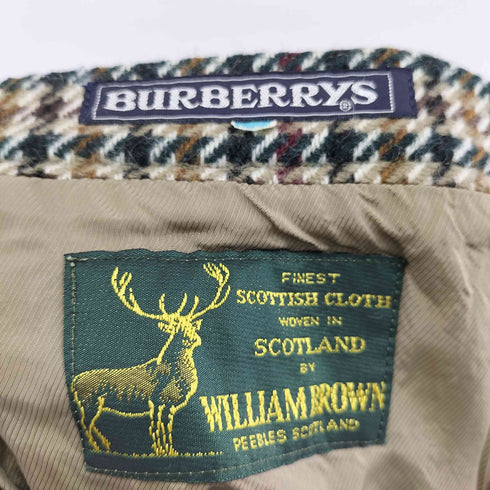 BURBERRYS®
FINEST
SCOTTISH CLOTH
WOVEN IN
SCOTLAND
BY
WILLIAM BROWN
PEEBLES SCOTLAND